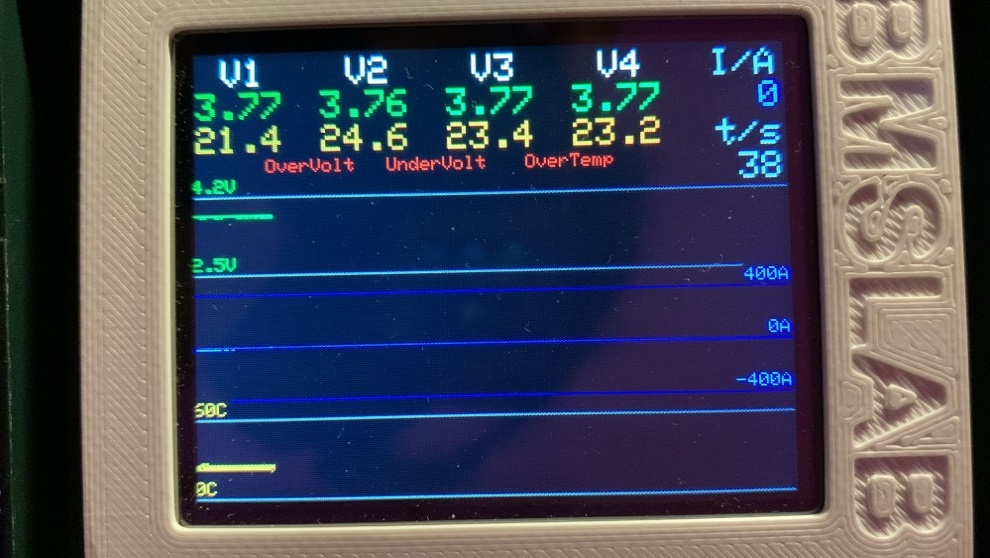 V1 V2 V3 V4 I/A
3.77 3.76 3.77 3.77 0
21.4 24.6 23.4 23.2 t/s
OverVolt UnderVolt OverTemp 38
4.2V
2.5V
400A
0A
-400A
60C
0C
BMSLAB